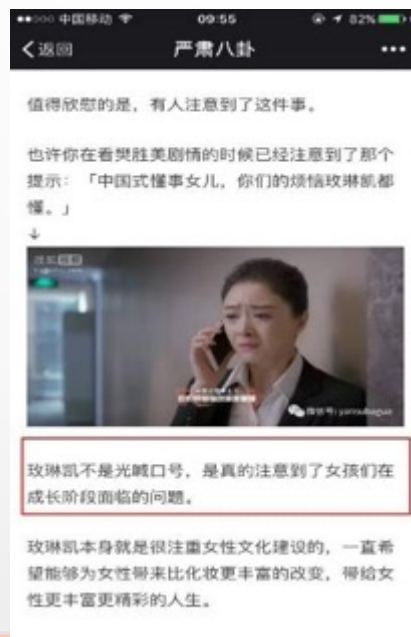 中国移动 09:55 82%
返回 严肃八卦
值得欣慰的是，有人注意到了这件事。
也许你在看樊胜美剧情的时候已经注意到了那个
提示：「中国式懂事女儿，你们的烦恼玫琳凯都
懂。」
↓
微信号：yansubagua
玫琳凯不是光喊口号，是真的注意到了女孩们在
成长阶段面临的问题。
玫琳凯本身就是很注重女性文化建设的，一直希
望能够为女性带来比化妆更丰富的改变，带给女
性更丰富更精彩的人生。